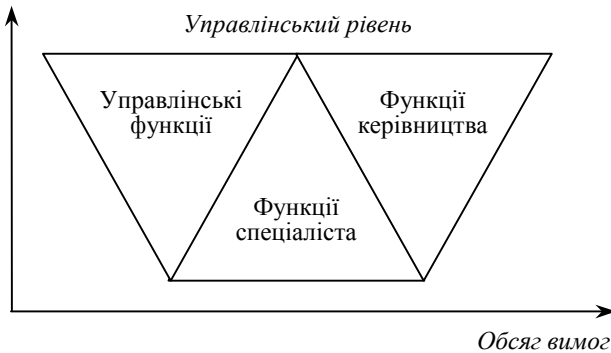 Управлінський рівень
Управлінські
функції
Функції
керівництва
Функції
спеціаліста
Обсяг вимог